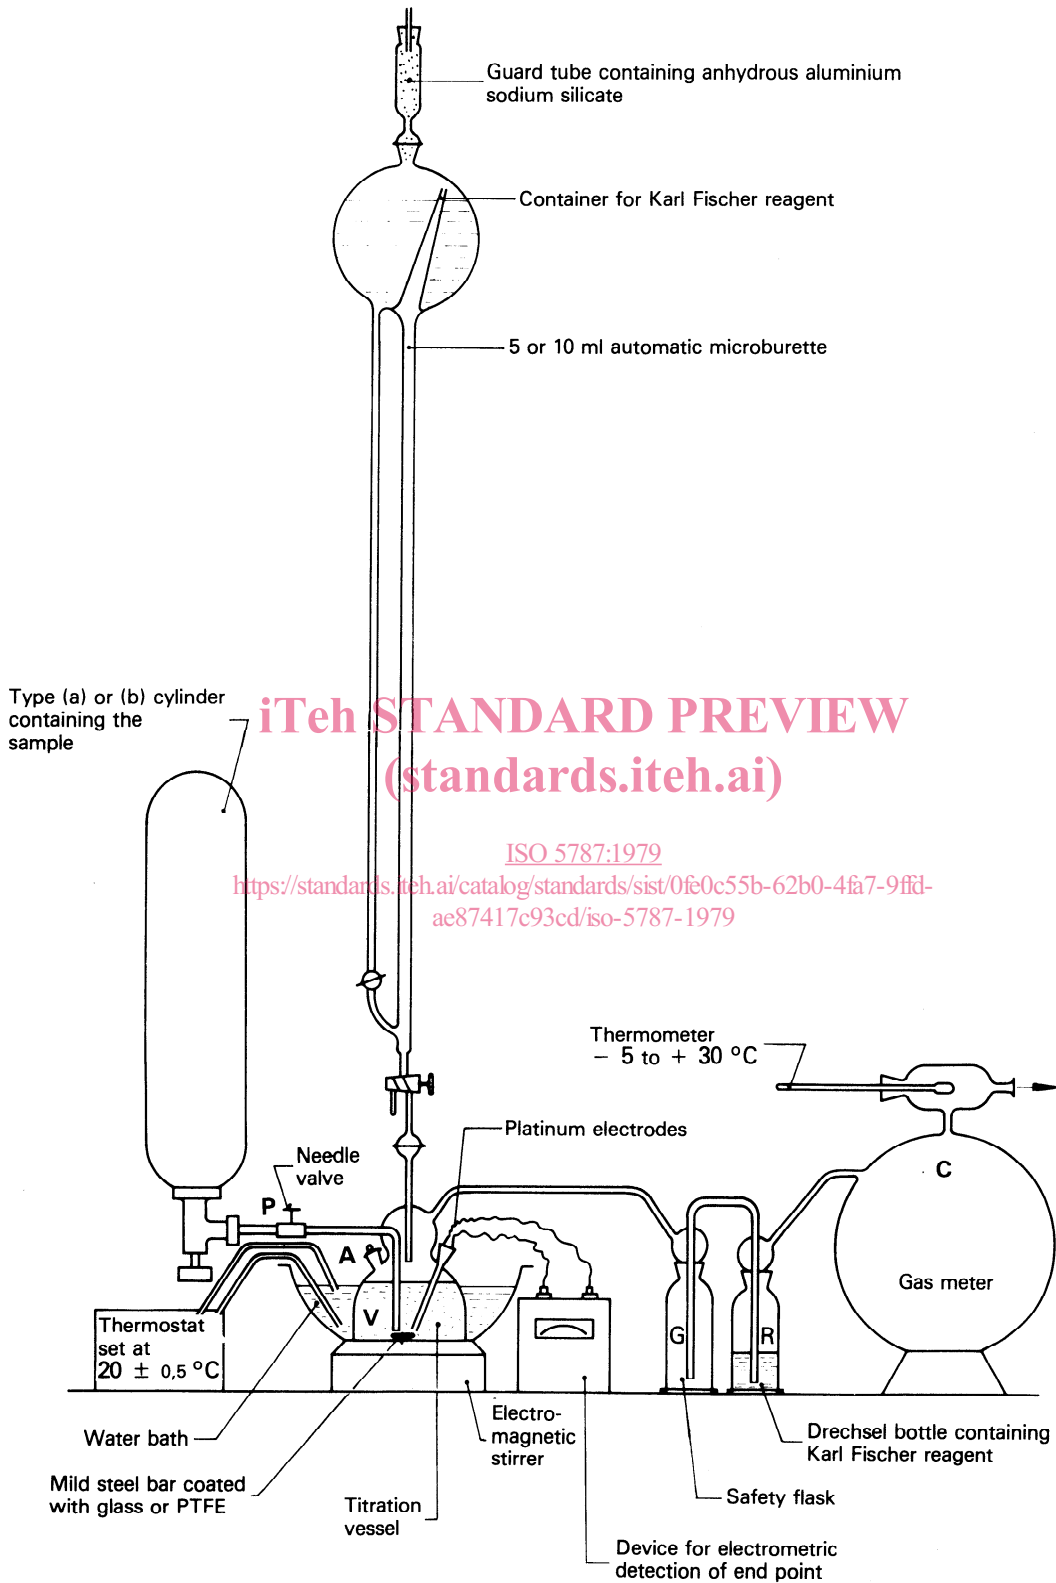 Guard tube containing anhydrous aluminium
sodium silicate
Container for Karl Fischer reagent
5 or 10 ml automatic microburette
Type (a) or (b) cylinder
containing the
sample
iTeh STANDARD PREVIEW
(standards.iteh.ai)
ISO 5787:1979
https://standards.iteh.ai/catalog/standards/sist/0fe0c55b-62b0-4fa7-9ffd-
ae87417c93cd/iso-5787-1979
Thermometer
− 5 to + 30 °C
Platinum electrodes
Needle
valve
P
C
A
Gas meter
V
G
R
Thermostat
set at
20 ± 0,5 °C
Water bath
Electro-
magnetic
stirrer
Drechsel bottle containing
Karl Fischer reagent
Mild steel bar coated
with glass or PTFE
Titration
vessel
Safety flask
Device for electrometric
detection of end point